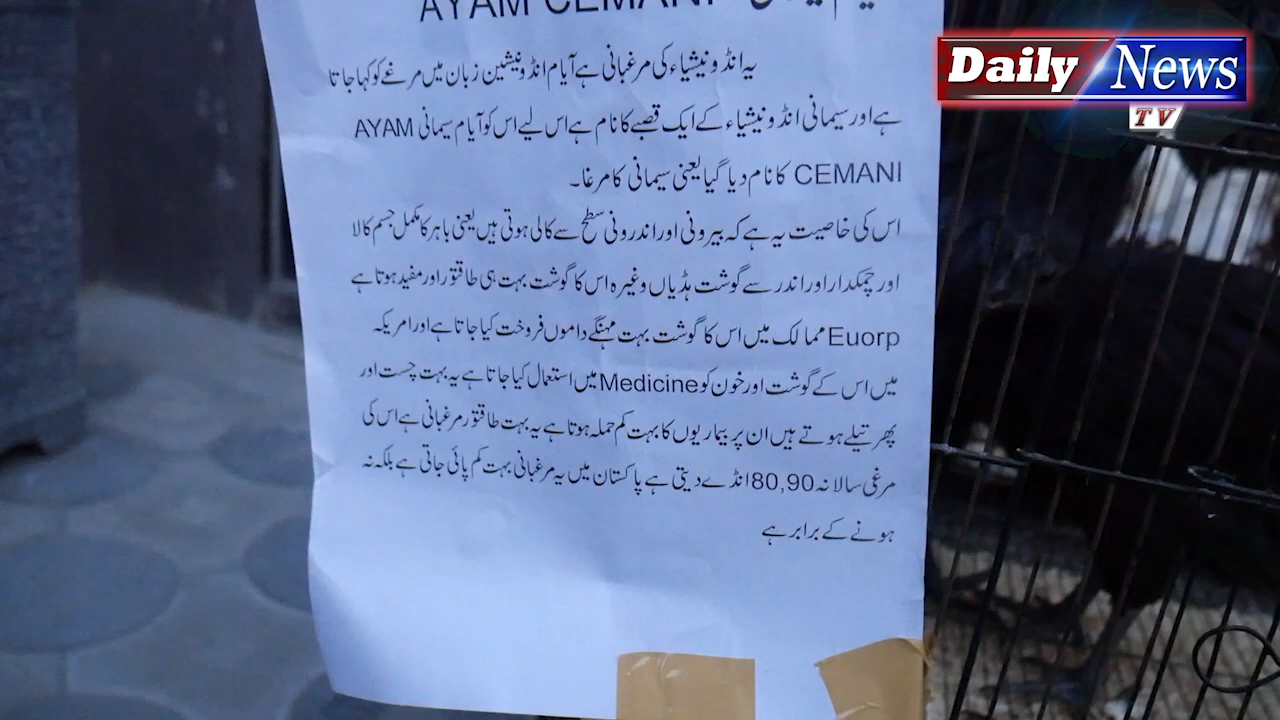 AYAM CEMANI
یہ انڈونیشیاء کی مرغبانی ہے آیام انڈونیشین زبان میں مرغے کو کہا جاتا
ہے اور سیمانی انڈونیشیاء کے ایک قصبے کا نام ہے اس لیے اس کو آیام سیمانی AYAM
CEMANI کا نام دیا گیا یعنی سیمانی کا مرغا۔
اس کی خاصیت یہ ہے کہ بیرونی اور اندرونی سطح سے کالی ہوتی ہیں یعنی باہر کا مکمل جسم کالا
اور چمکدار اور اندر سے گوشت ہڈیاں وغیرہ اس کا گوشت بہت ہی طاقتور اور مفید ہوتا ہے
Euorp ممالک میں اس کا گوشت بہت مہنگے داموں فروخت کیا جاتا ہے اور امریکہ
میں اس کے گوشت اور خون کو Medicine میں استعمال کیا جاتا ہے یہ بہت چست اور
پھرتیلے ہوتے ہیں ان پر بیماریوں کا بہت کم حملہ ہوتا ہے یہ بہت طاقتور مرغبانی ہے اس کی
مرغی سالانہ 80,90 انڈے دیتی ہے پاکستان میں یہ مرغبانی بہت کم پائی جاتی ہے بلکہ نہ
ہونے کے برابر ہے
Daily News
TV